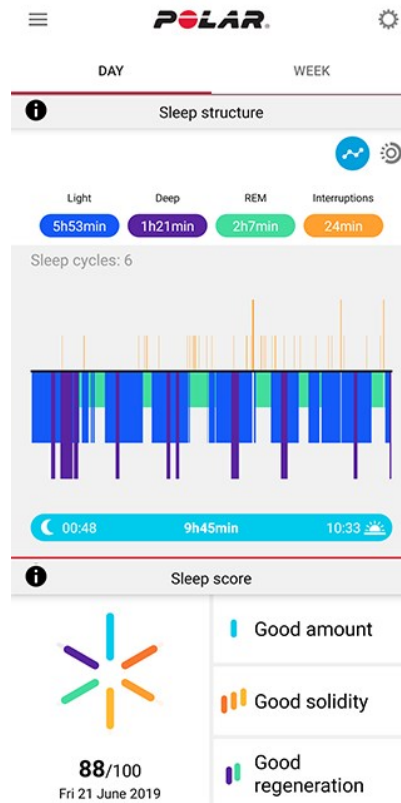 POLAR.
DAY WEEK
Sleep structure
Light Deep REM Interruptions
5h53min 1h21min 2h7min 24min
Sleep cycles: 6
00:48 9h45min 10:33
Sleep score
Good amount
Good solidity
Good
regeneration
88/100
Fri 21 June 2019